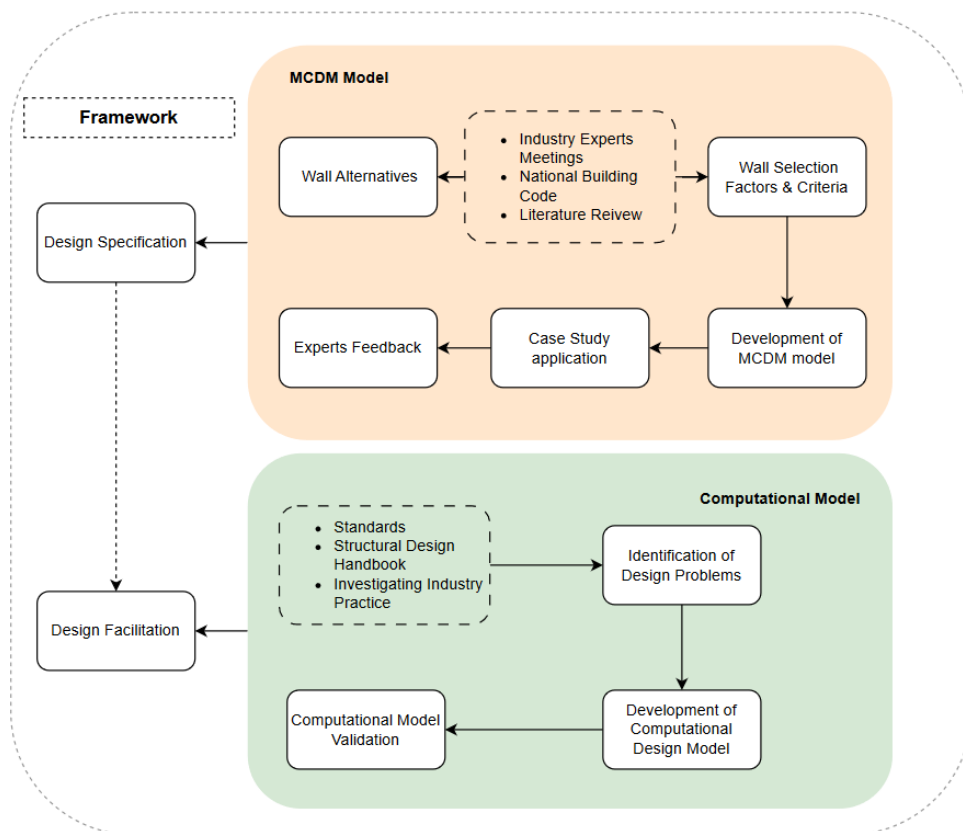 MCDM Model
Framework
Wall Alternatives
Industry Experts
Meetings
National Building
Code
Literature Reivew
Wall Selection
Factors & Criteria
Design Specification
Experts Feedback
Case Study
application
Development of
MCDM model
Computational Model
Standards
Structural Design
Handbook
Investigating Industry
Practice
Identification of
Design Problems
Design Facilitation
Computational Model
Validation
Development of
Computational
Design Model